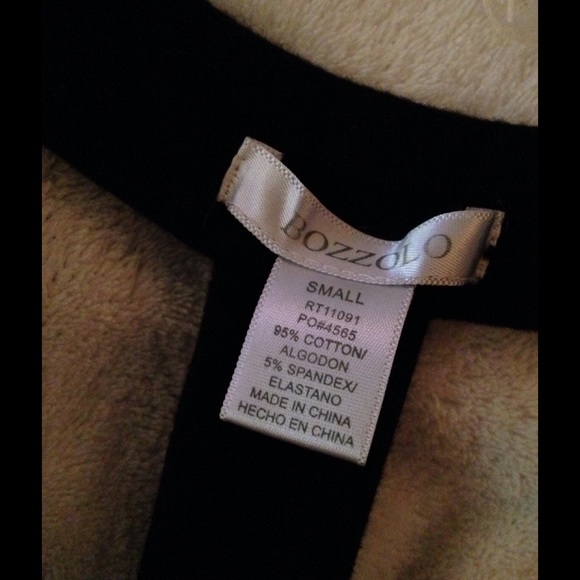 BOZZOLO
SMALL
RT11091
PO#4565
95% COTTON/
ALGODON
5% SPANDEX/
ELASTANO
MADE IN CHINA
HECHO EN CHINA